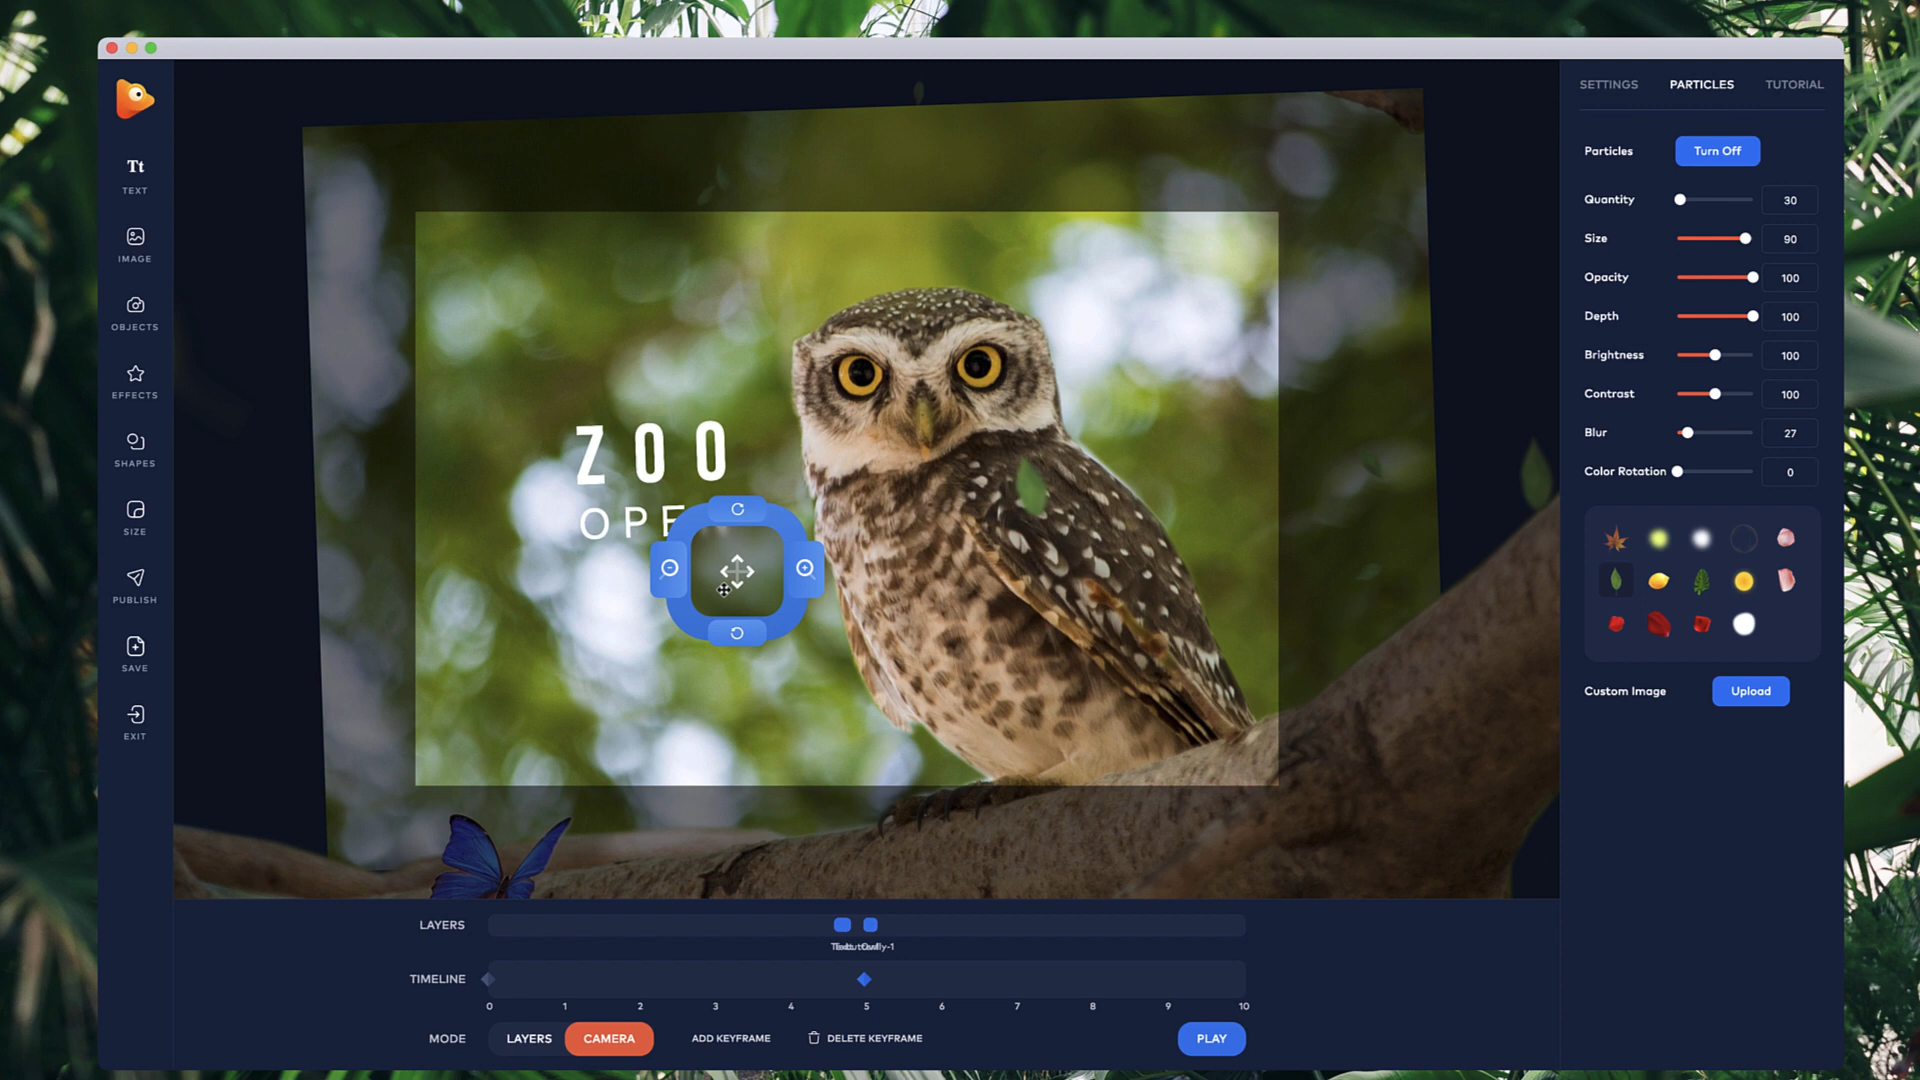 SETTINGS PARTICLES TUTORIAL
Tt
TEXT
IMAGE
OBJECTS
EFFECTS
SHAPES
SIZE
PUBLISH
SAVE
EXIT
ZOO
OPE
Particles Turn Off
Quantity 30
Size 90
Opacity 100
Depth 100
Brightness 100
Contrast 100
Blur 27
Color Rotation 0
Custom Image Upload
LAYERS
TIMELINE
0 1 2 3 4 5 6 7 8 9 10
MODE LAYERS CAMERA ADD KEYFRAME DELETE KEYFRAME PLAY